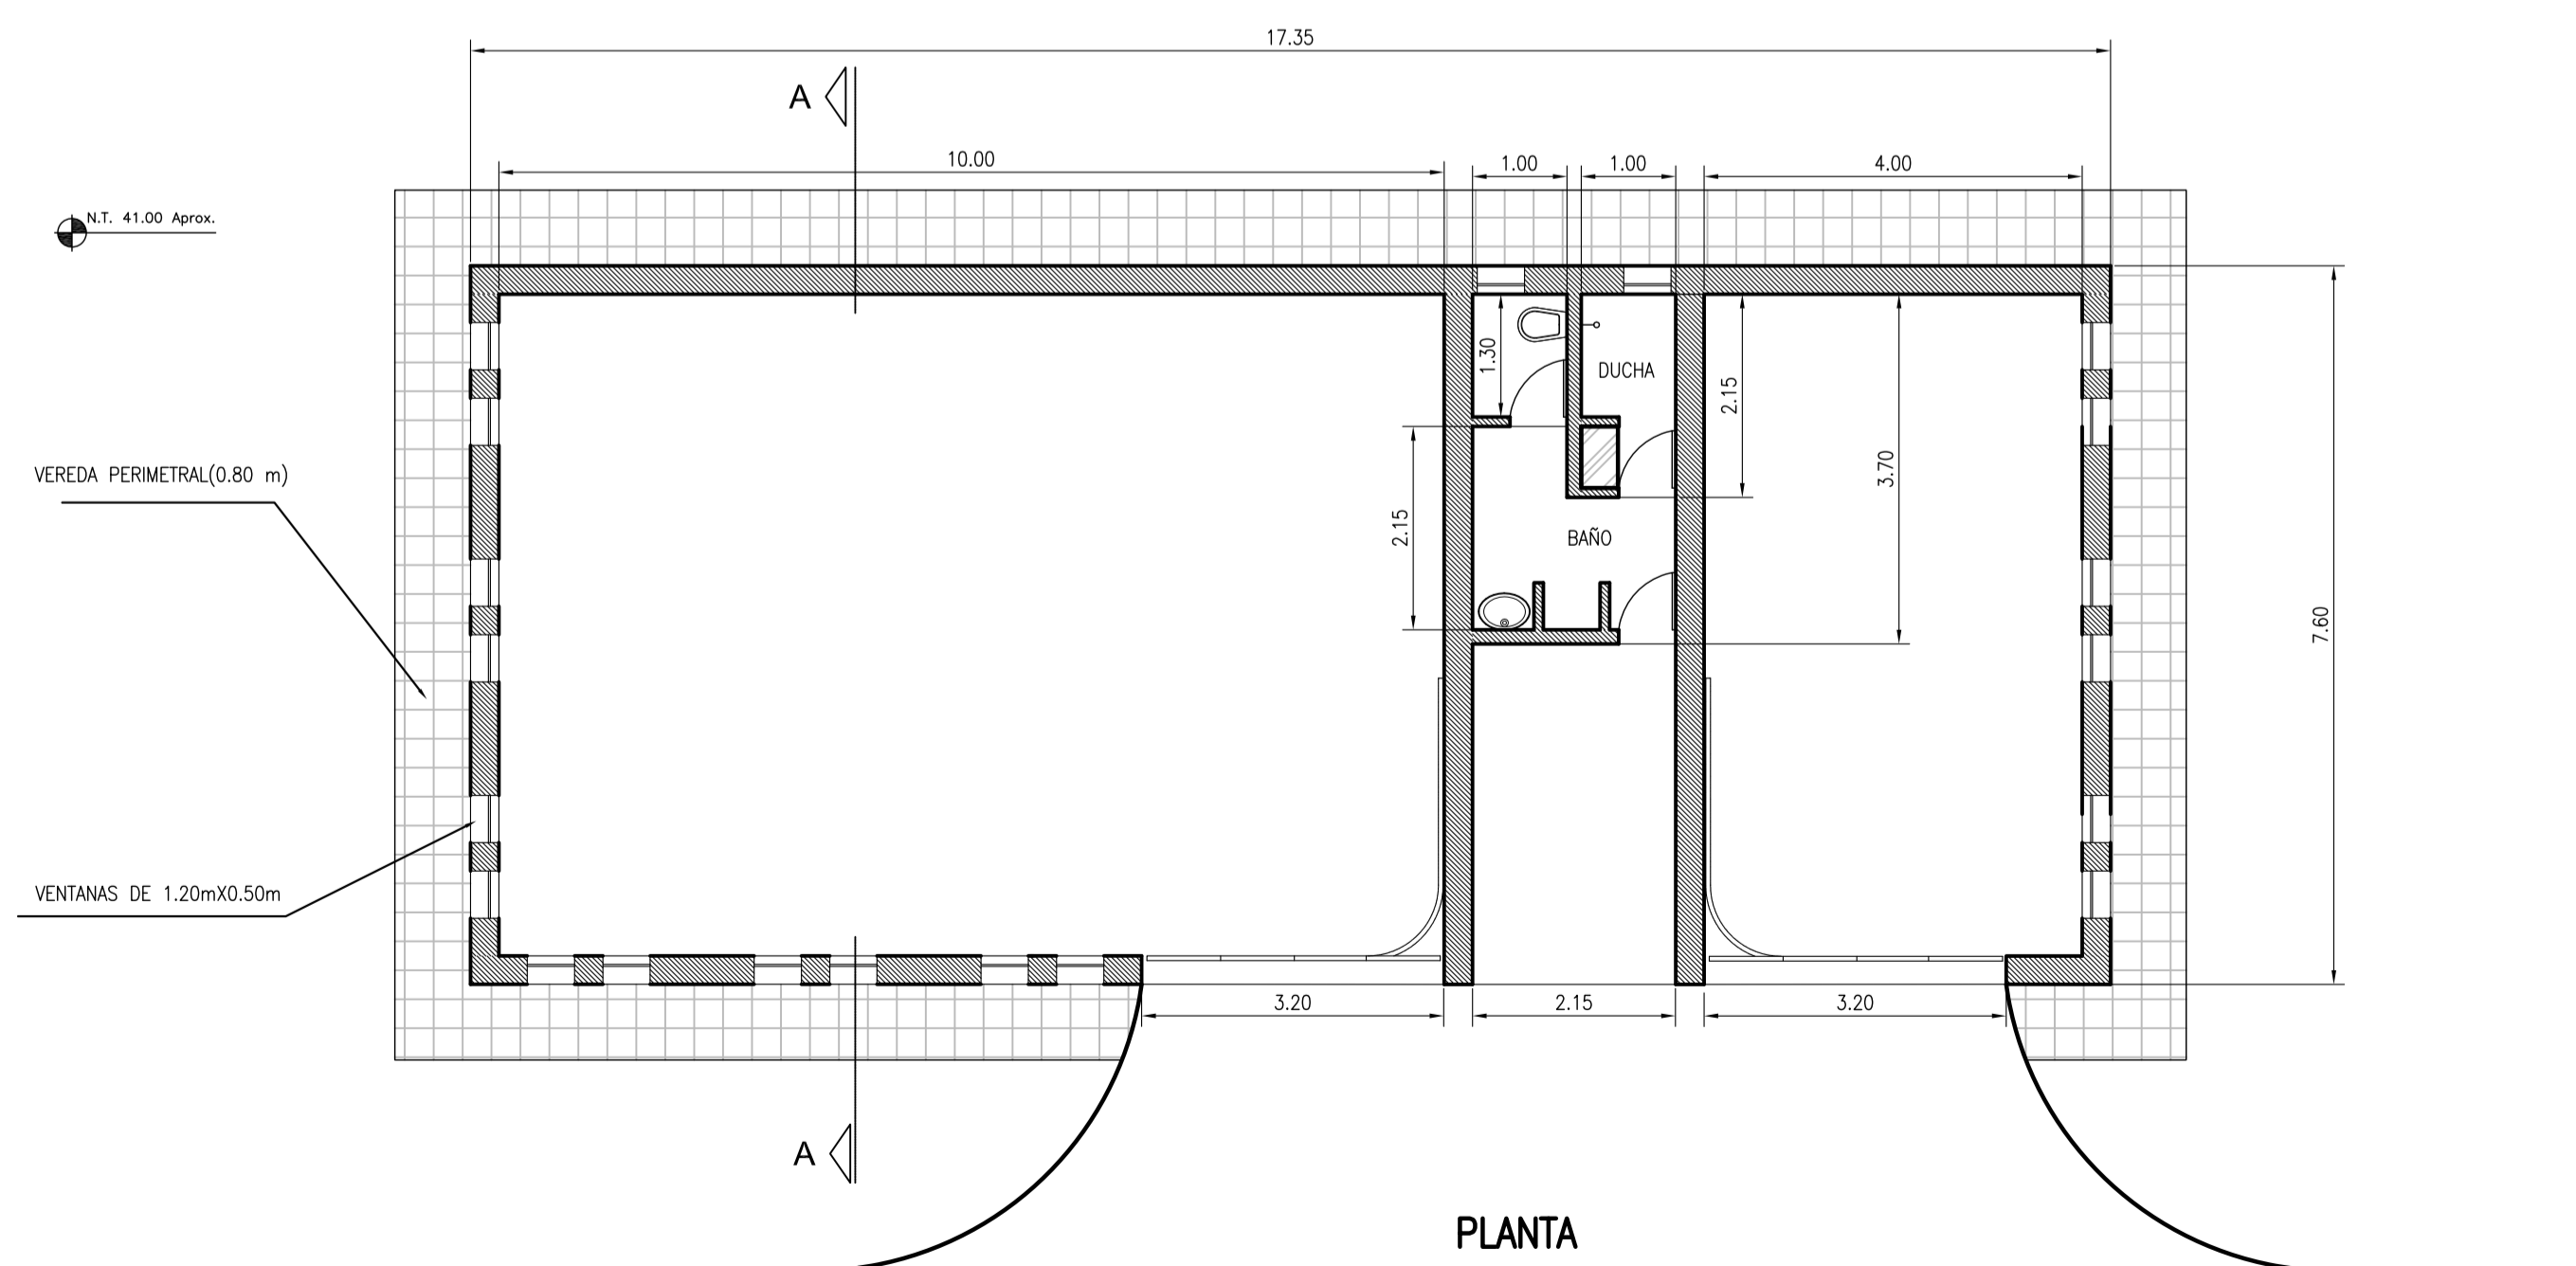 17.35
A
10.00
1.00
1.00
4.00
N.T. 41.00 Aprox.
1.30
DUCHA
2.15
3.70
VEREDA PERIMETRAL(0.80 m)
2.15
BAÑO
7.60
VENTANAS DE 1.20mX0.50m
3.20
2.15
3.20
A
PLANTA